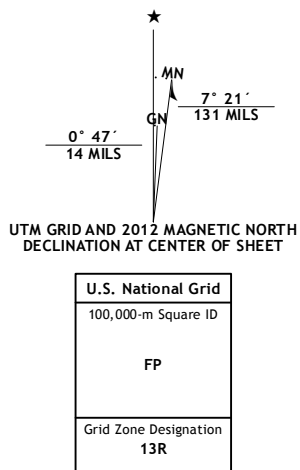 MN
GN
7° 21´
131 MILS
0° 47´
14 MILS
UTM GRID AND 2012 MAGNETIC NORTH
DECLINATION AT CENTER OF SHEET
U.S. National Grid
100,000-m Square ID
FP
Grid Zone Designation
13R